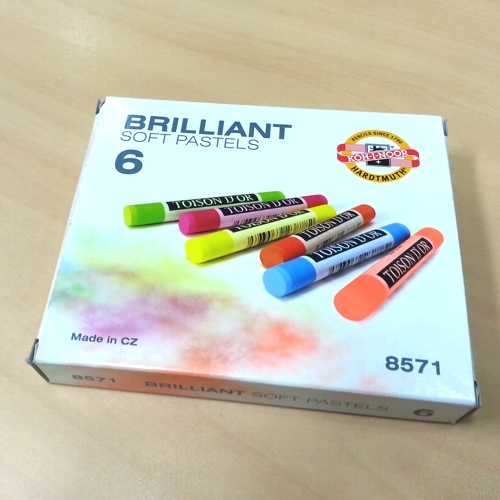 BRILLIANT
SOFT PASTELS
6
PENCILS SINCE 1790
KOH-I-NOOR
HARDTMUTH
TOISON D'OR
TOISON D'OR
TOISON D'OR
TOISON D'OR
TOISON D'OR
TOISON D'OR
Made in CZ
8571
8571 BRILLIANT SOFT PASTELS 6